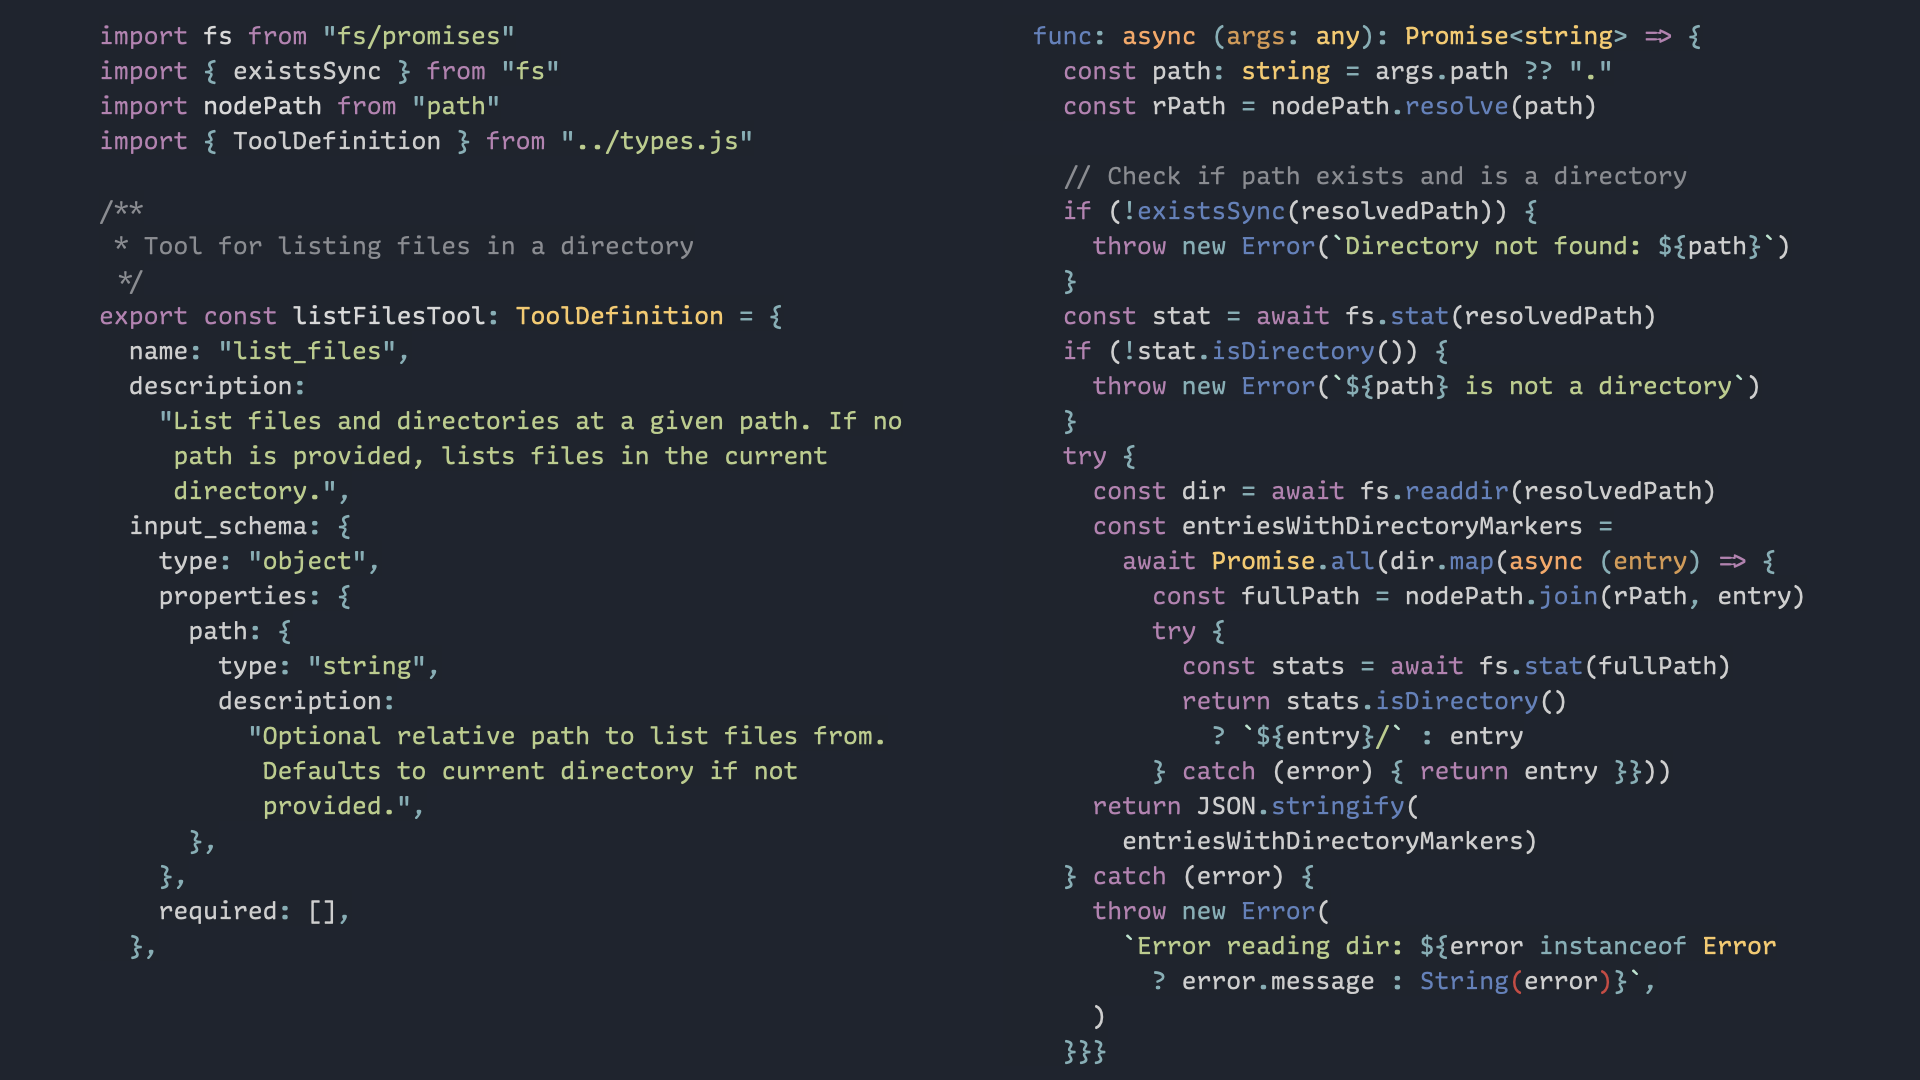 import fs from "fs/promises"
import { existsSync } from "fs"
import nodePath from "path"
import { ToolDefinition } from "../types.js"

/**
 * Tool for listing files in a directory
 */
export const listFilesTool: ToolDefinition = {
  name: "list_files",
  description:
    "List files and directories at a given path. If no
     path is provided, lists files in the current
     directory.",
  input_schema: {
    type: "object",
    properties: {
      path: {
        type: "string",
        description:
          "Optional relative path to list files from.
           Defaults to current directory if not
           provided.",
      },
    },
    required: [],
  },
func: async (args: any): Promise<string> => {
  const path: string = args.path ?? "."
  const rPath = nodePath.resolve(path)

  // Check if path exists and is a directory
  if (!existsSync(resolvedPath)) {
    throw new Error(`Directory not found: ${path}`)
  }
  const stat = await fs.stat(resolvedPath)
  if (!stat.isDirectory()) {
    throw new Error(`${path} is not a directory`)
  }
  try {
    const dir = await fs.readdir(resolvedPath)
    const entriesWithDirectoryMarkers =
      await Promise.all(dir.map(async (entry) => {
        const fullPath = nodePath.join(rPath, entry)
        try {
          const stats = await fs.stat(fullPath)
          return stats.isDirectory()
            ? `${entry}/` : entry
        } catch (error) { return entry }}))
    return JSON.stringify(
      entriesWithDirectoryMarkers)
  } catch (error) {
    throw new Error(
      `Error reading dir: ${error instanceof Error
        ? error.message : String(error)}`,
    )
  }}}